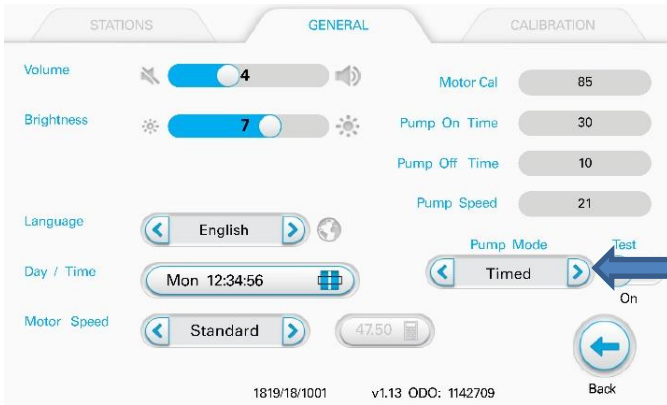 STATIONS GENERAL CALIBRATION
Volume 4
Motor Cal 85
Brightness 7
Pump On Time 30
Pump Off Time 10
Pump Speed 21
Language English
Pump Mode Test
Timed
On
Day / Time Mon 12:34:56
Motor Speed Standard 47.50
Back
1819/18/1001 v1.13 ODO: 1142709